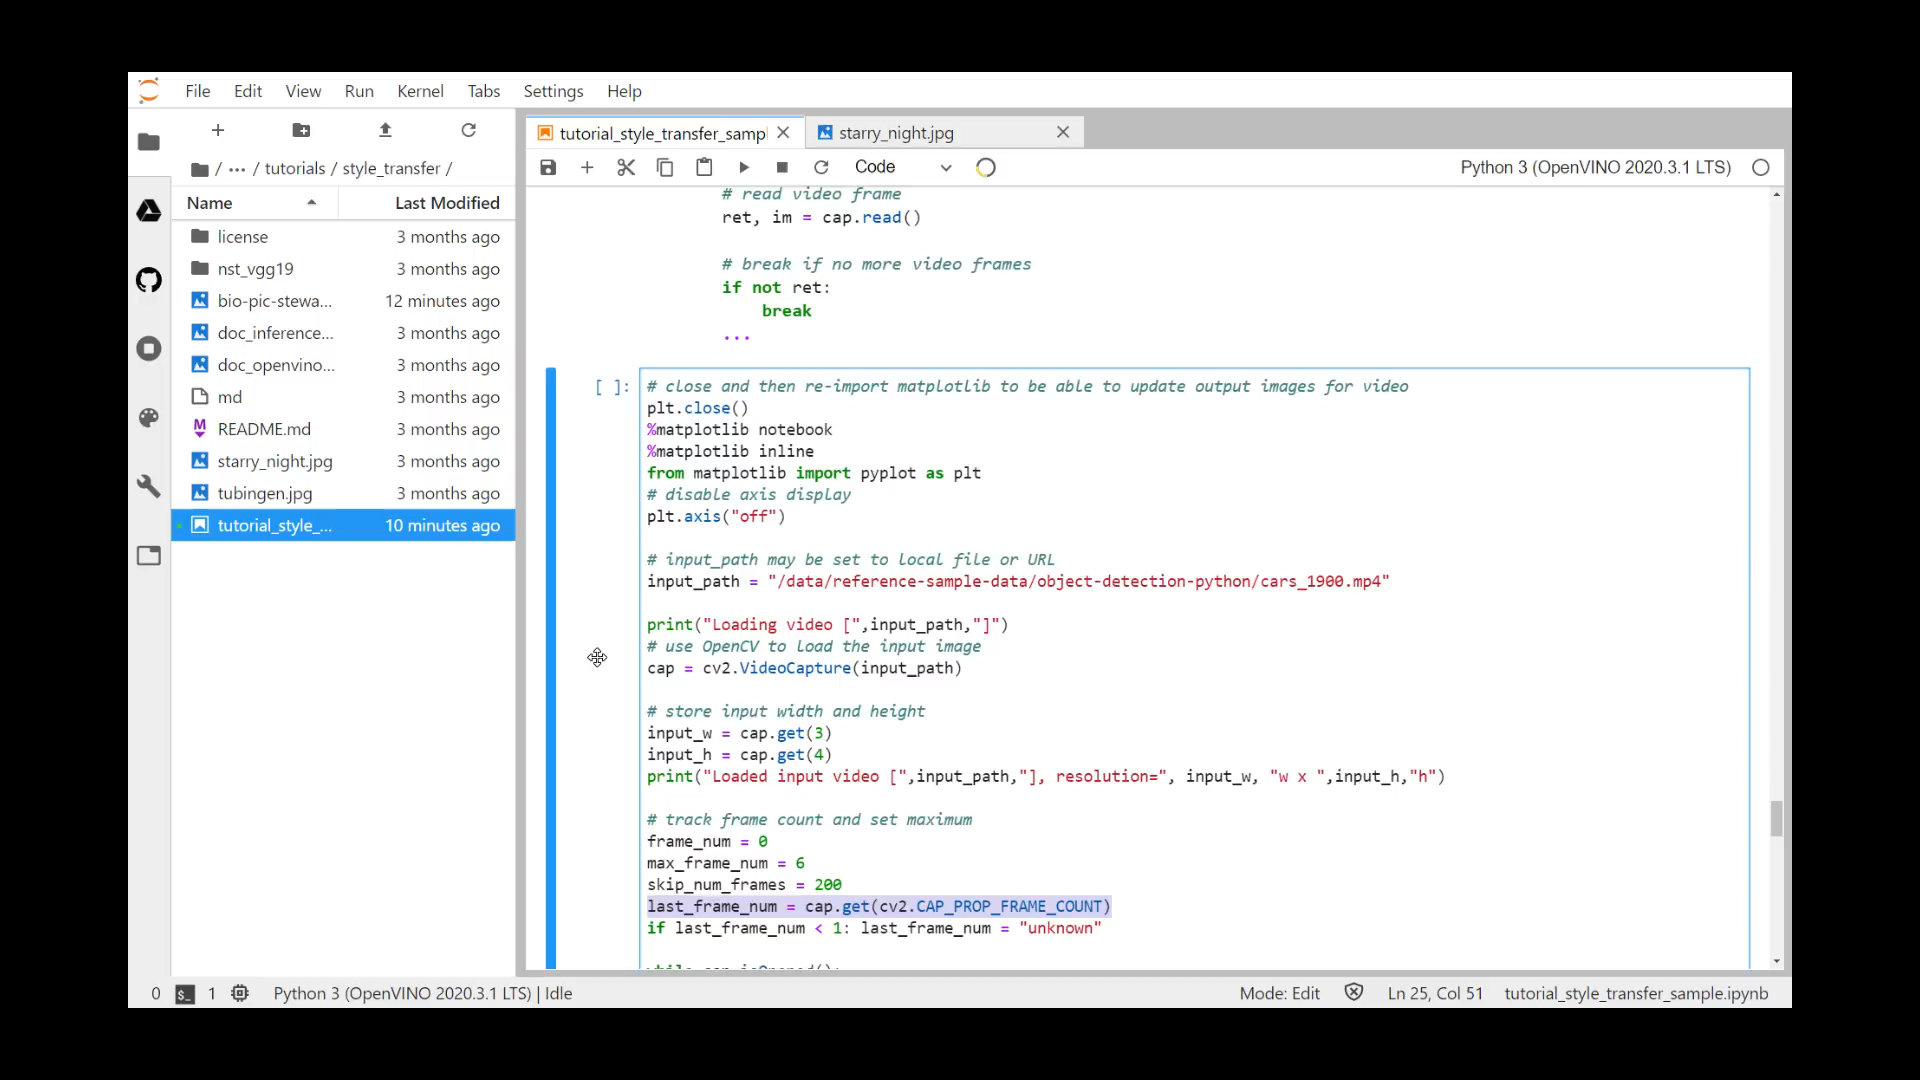 File Edit View Run Kernel Tabs Settings Help
/ ··· / tutorials / style_transfer /
Name Last Modified
license 3 months ago
nst_vgg19 3 months ago
bio-pic-stewa... 12 minutes ago
doc_inference... 3 months ago
doc_openvino... 3 months ago
md 3 months ago
README.md 3 months ago
starry_night.jpg 3 months ago
tubingen.jpg 3 months ago
tutorial_style_... 10 minutes ago
tutorial_style_transfer_sampl
starry_night.jpg
Code
Python 3 (OpenVINO 2020.3.1 LTS)
# read video frame
ret, im = cap.read()
# break if no more video frames
if not ret:
break
...
[ ]:
# close and then re-import matplotlib to be able to update output images for video
plt.close()
%matplotlib notebook
%matplotlib inline
from matplotlib import pyplot as plt
# disable axis display
plt.axis("off")
# input_path may be set to local file or URL
input_path = "/data/reference-sample-data/object-detection-python/cars_1900.mp4"
print("Loading video [",input_path,"]")
# use OpenCV to load the input image
cap = cv2.VideoCapture(input_path)
# store input width and height
input_w = cap.get(3)
input_h = cap.get(4)
print("Loaded input video [",input_path,"], resolution=", input_w, "w x ",input_h,"h")
# track frame count and set maximum
frame_num = 0
max_frame_num = 6
skip_num_frames = 200
last_frame_num = cap.get(cv2.CAP_PROP_FRAME_COUNT)
if last_frame_num < 1: last_frame_num = "unknown"
0 $_ 1 Python 3 (OpenVINO 2020.3.1 LTS) | Idle
Mode: Edit Ln 25, Col 51 tutorial_style_transfer_sample.ipynb